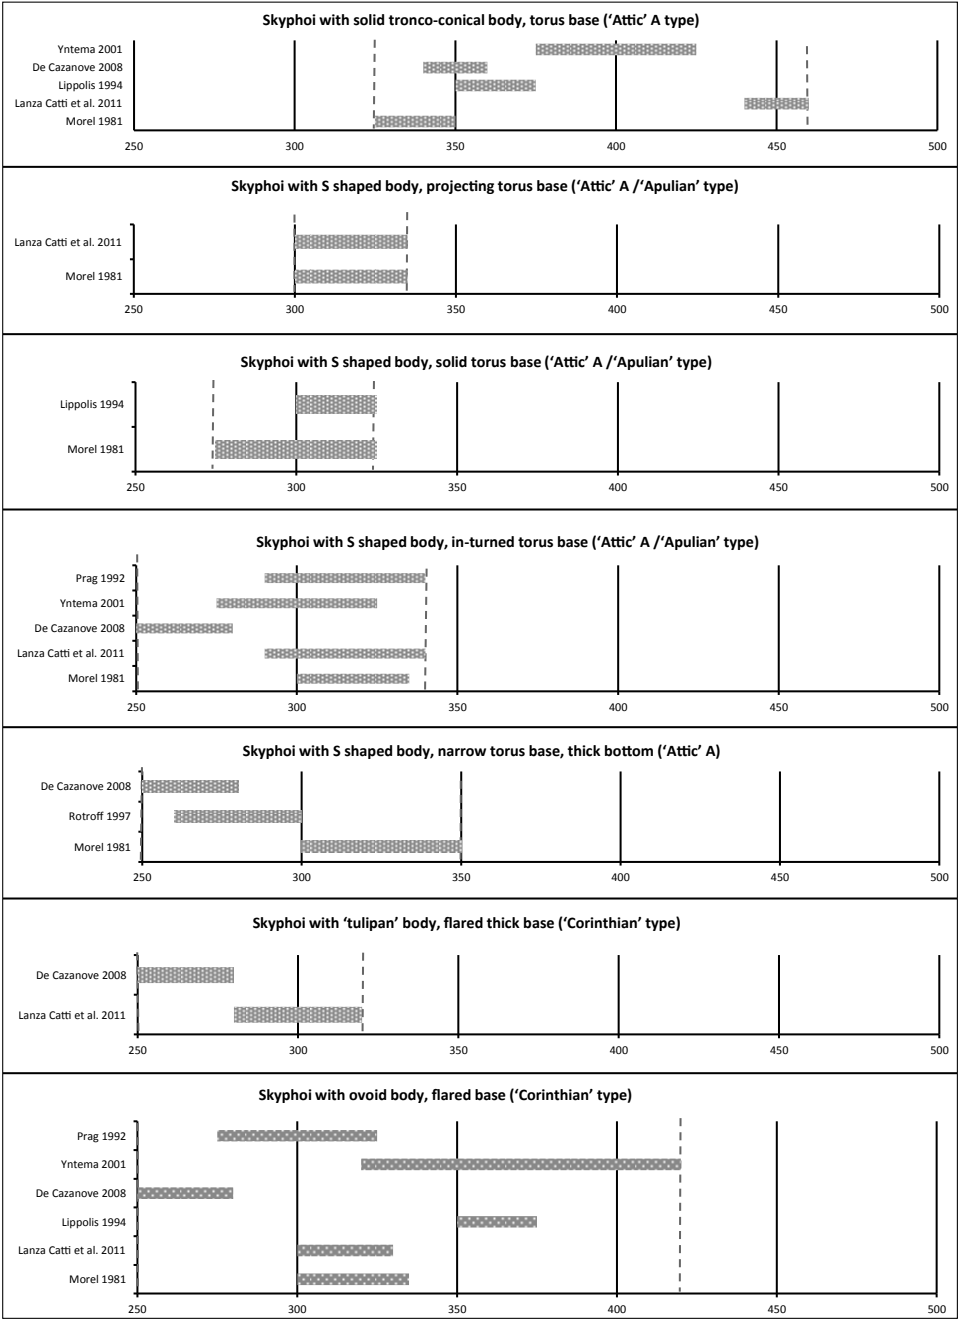 Skyphoi with solid tronco-conical body, torus base (‘Attic’ A type)
Yntema 2001
De Cazanove 2008
Lippolis 1994
Lanza Catti et al. 2011
Morel 1981
250 300 350 400 450 500
Skyphoi with S shaped body, projecting torus base (‘Attic’ A /‘Apulian’ type)
Lanza Catti et al. 2011
Morel 1981
250 300 350 400 450 500
Skyphoi with S shaped body, solid torus base (‘Attic’ A /‘Apulian’ type)
Lippolis 1994
Morel 1981
250 300 350 400 450 500
Skyphoi with S shaped body, in-turned torus base (‘Attic’ A /‘Apulian’ type)
Prag 1992
Yntema 2001
De Cazanove 2008
Lanza Catti et al. 2011
Morel 1981
250 300 350 400 450 500
Skyphoi with S shaped body, narrow torus base, thick bottom (‘Attic’ A)
De Cazanove 2008
Rotroff 1997
Morel 1981
250 300 350 400 450 500
Skyphoi with ‘tulipan’ body, flared thick base (‘Corinthian’ type)
De Cazanove 2008
Lanza Catti et al. 2011
250 300 350 400 450 500
Skyphoi with ovoid body, flared base (‘Corinthian’ type)
Prag 1992
Yntema 2001
De Cazanove 2008
Lippolis 1994
Lanza Catti et al. 2011
Morel 1981
250 300 350 400 450 500